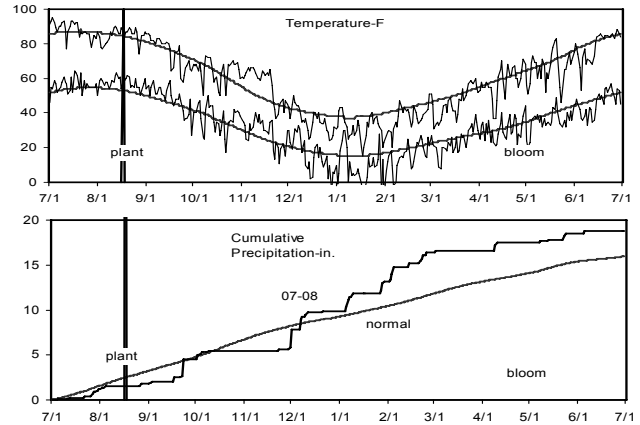 100
Temperature-F
80
60
40
20
plant
bloom
0
7/1 8/1 9/1 10/1 11/1 12/1 1/1 2/1 3/1 4/1 5/1 6/1 7/1
20
Cumulative
Precipitation-in.
15
07-08
10
normal
5
plant
bloom
0
7/1 8/1 9/1 10/1 11/1 12/1 1/1 2/1 3/1 4/1 5/1 6/1 7/1